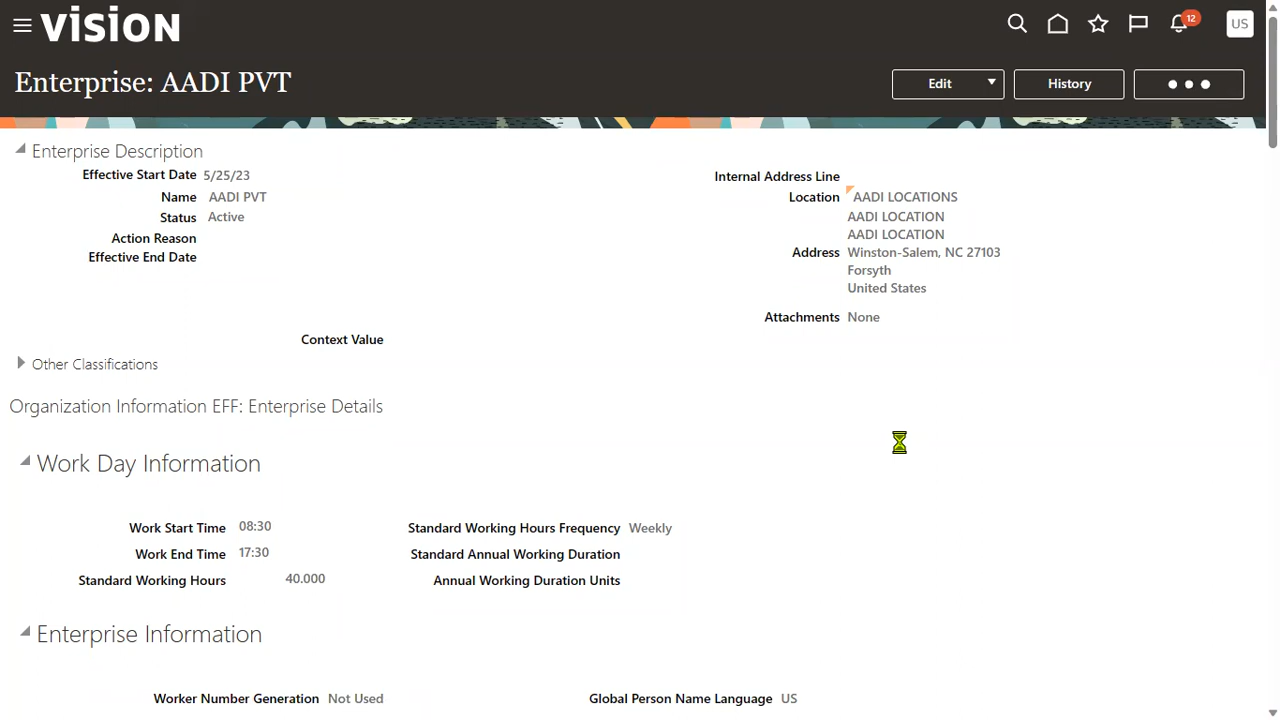 VISION
12
US
Enterprise: AADI PVT
Edit
History
Enterprise Description
Effective Start Date 5/25/23
Name AADI PVT
Status Active
Action Reason
Effective End Date
Internal Address Line
Location AADI LOCATIONS
AADI LOCATION
AADI LOCATION
Address Winston-Salem, NC 27103
Forsyth
United States
Attachments None
Context Value
Other Classifications
Organization Information EFF: Enterprise Details
Work Day Information
Work Start Time 08:30 Standard Working Hours Frequency Weekly
Work End Time 17:30 Standard Annual Working Duration
Standard Working Hours 40.000 Annual Working Duration Units
Enterprise Information
Worker Number Generation Not Used Global Person Name Language US